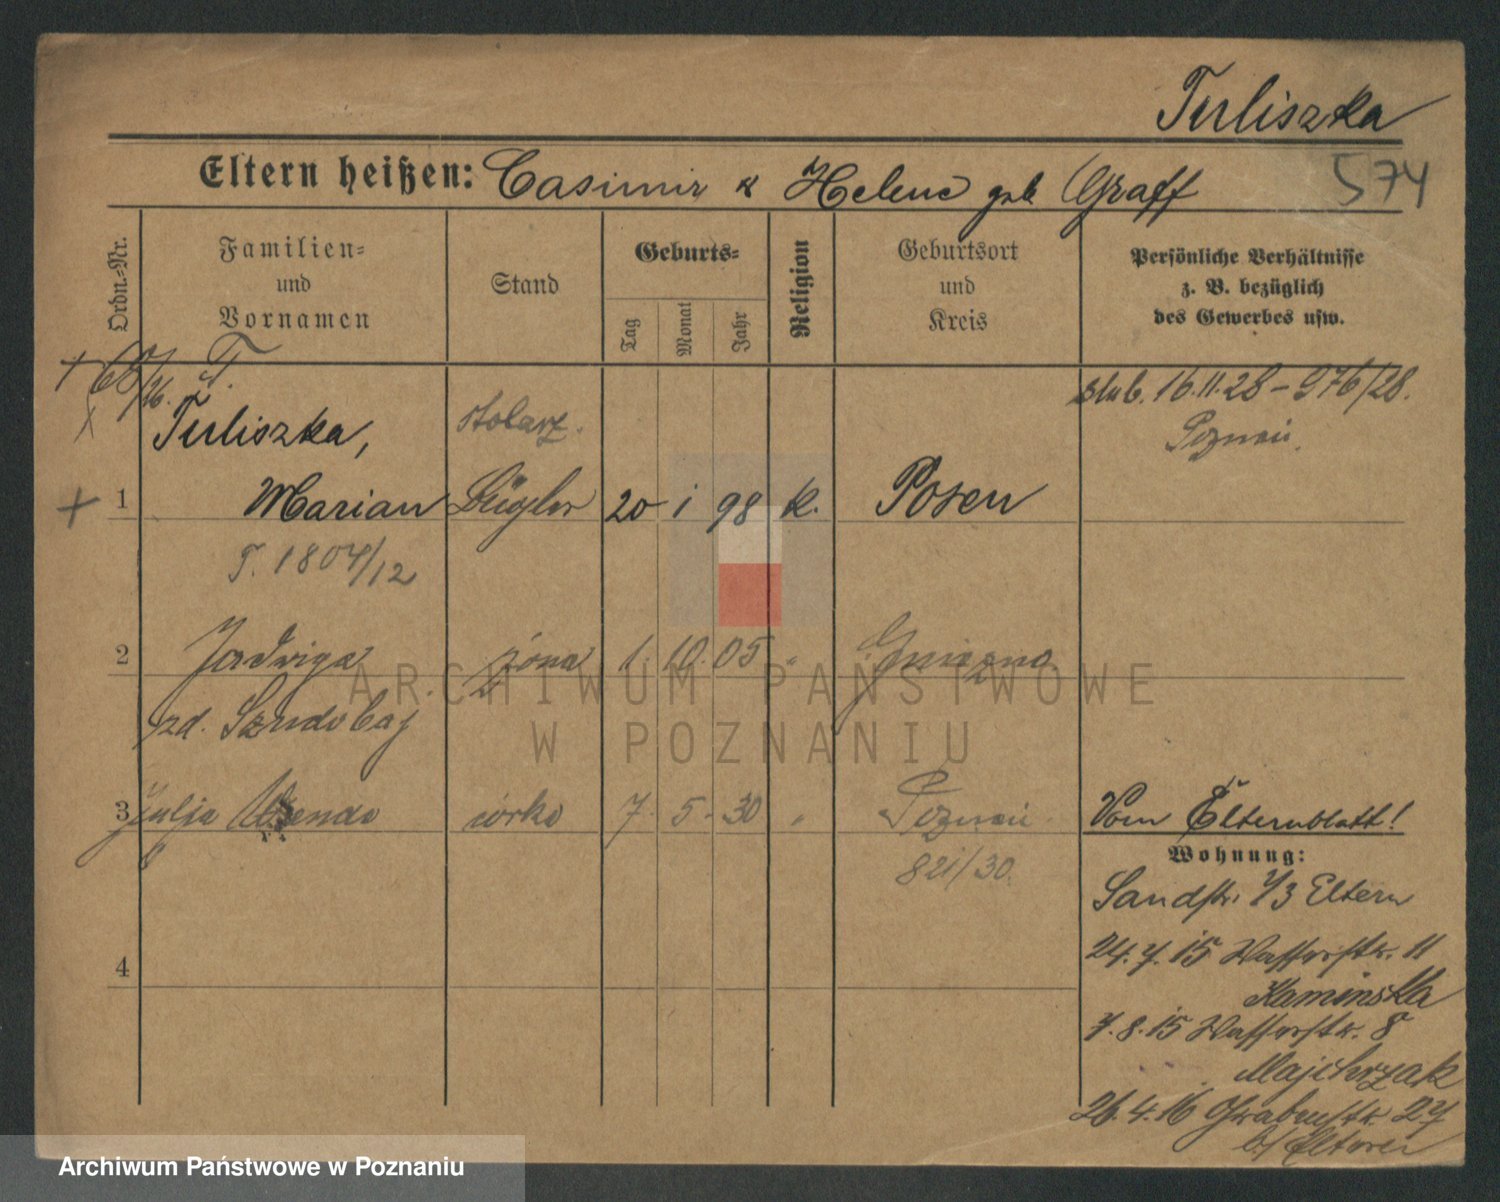 Turliszka
574
Eltern heißen: Casimir & Helene geb Graff
Ordn.-Nr.
Familien-
und
Vornamen
Stand
Geburts-
Tag
Monat
Jahr
Religion
Geburtsort
und
Kreis
Persönliche Verhältnisse
z. B. bezüglich
des Gewerbes usw.
T.
ślub. 16.11.28 - 976/28.
Poznań.
Turliszka, stolarz.
1 Marian Bügler 20 1 98 K. Posen
T. 1804/12
2 Jadwiga żona 1 10. 05 " Gniezno
zd. Szudobaj
3 Julja Wanda córka 7. 5. 30 " Poznań
821/30.
Vom Elternblatt!
Wohnung:
Sandstr. 1/3 Eltern
24.7.15 Wasserstr. 11
Kaminska
7.8.15 Wasserstr. 8
Majchrzak
4
26.4.16 Grabenstr. 27
b/ Eltern
ARCHIWUM PAŃSTWOWE
W POZNANIU
Archiwum Państwowe w Poznaniu